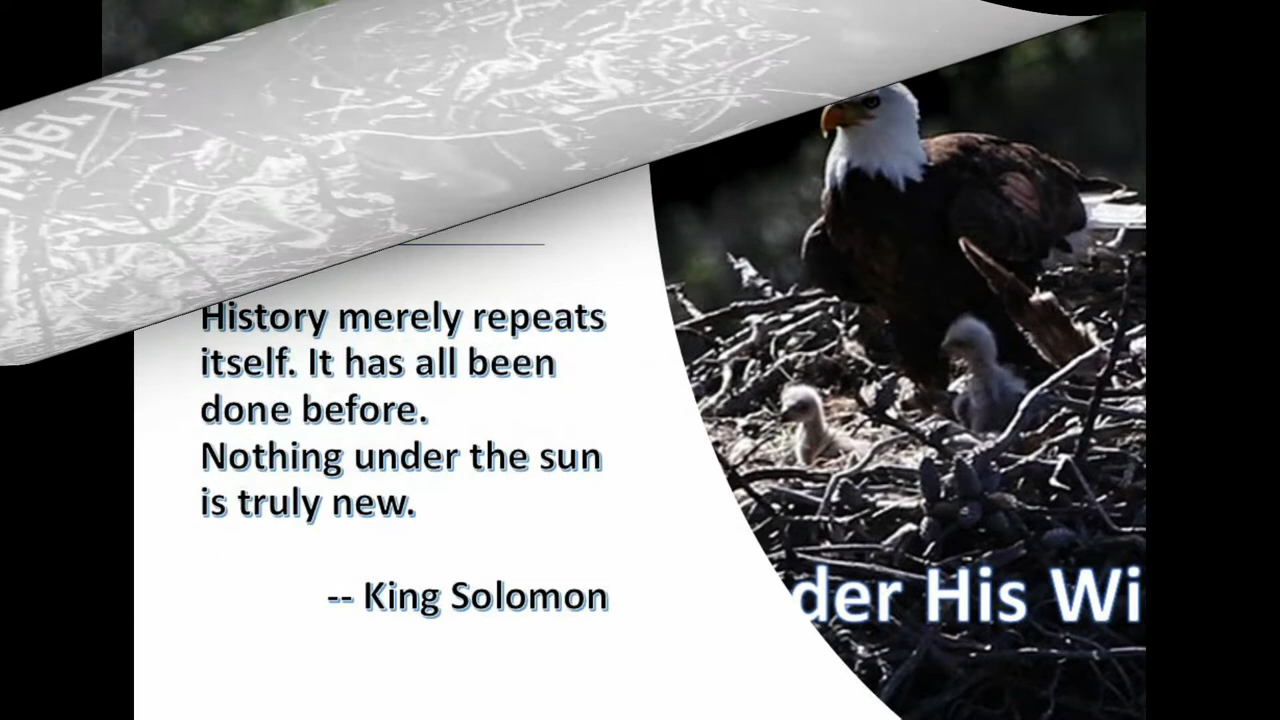 History merely repeats
itself. It has all been
done before.
Nothing under the sun
is truly new.
-- King Solomon
der His Wi